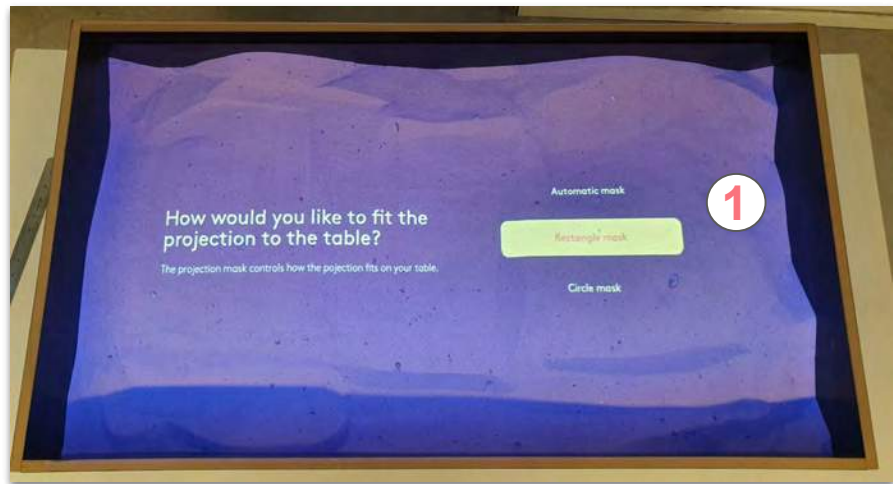 How would you like to fit the
projection to the table?
The projection mask controls how the pojection fits on your table.
Automatic mask
Rectangle mask
Circle mask
1